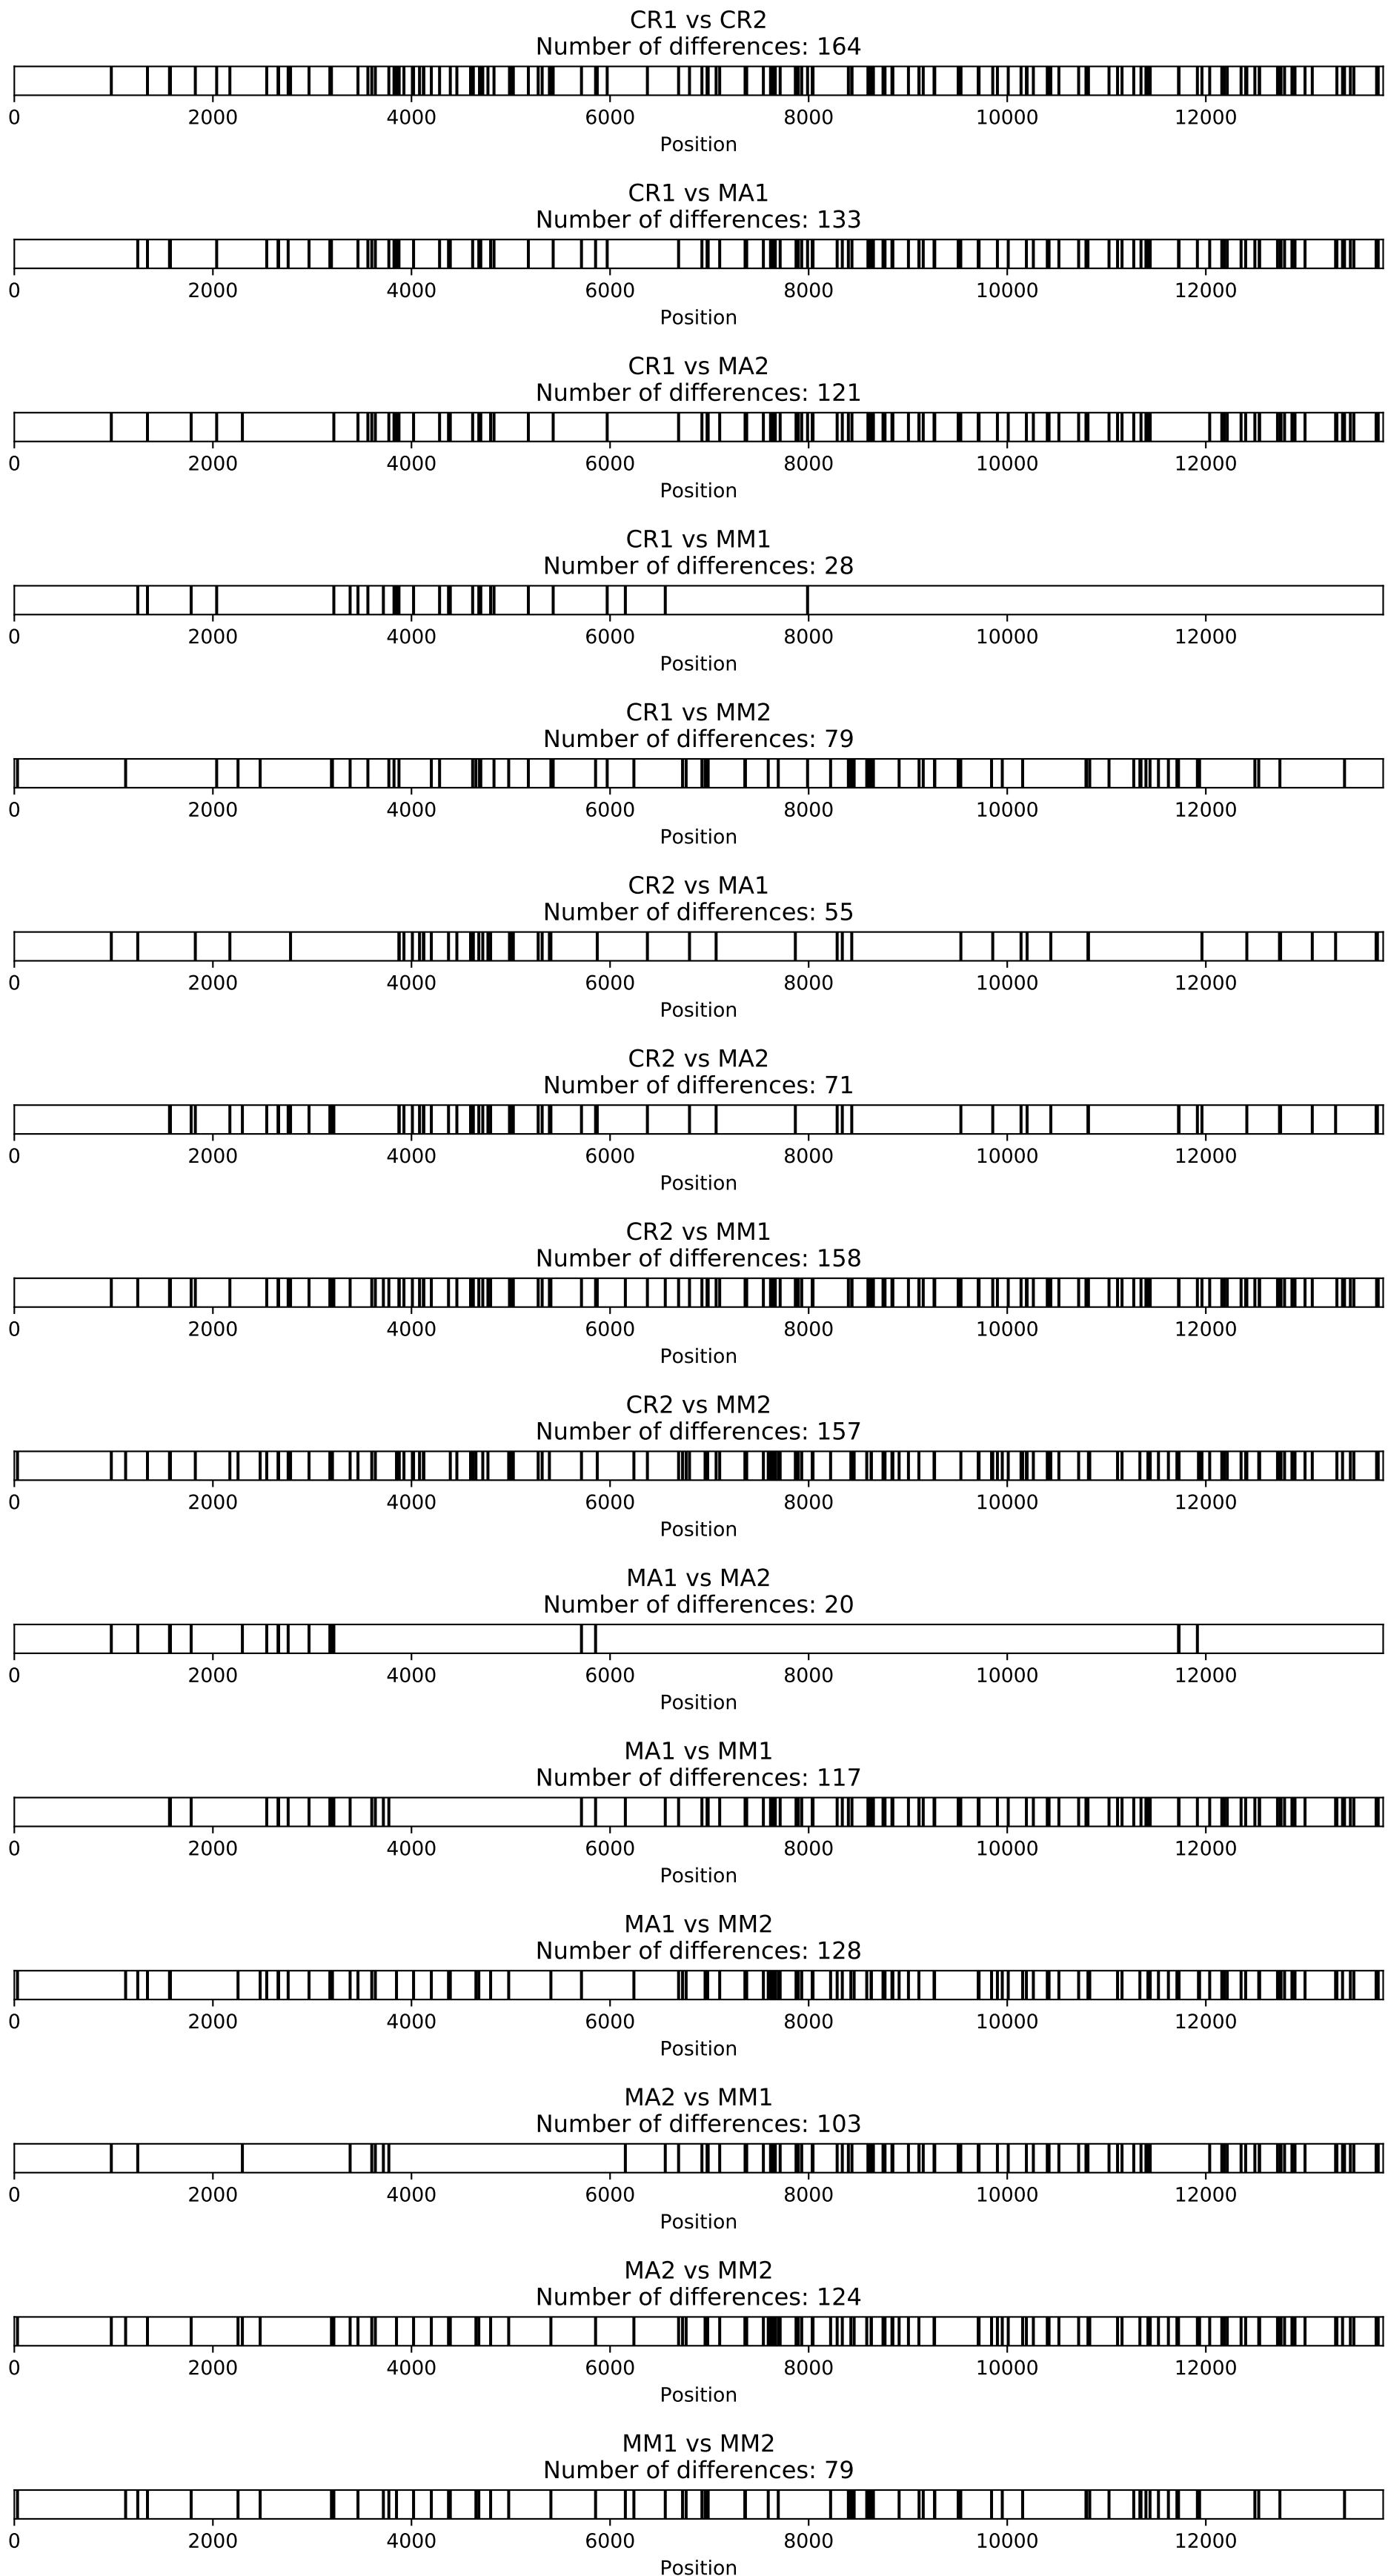 CR1 vs CR2
Number of differences: 164
0 2000 4000 6000 8000 10000 12000
Position
CR1 vs MA1
Number of differences: 133
0 2000 4000 6000 8000 10000 12000
Position
CR1 vs MA2
Number of differences: 121
0 2000 4000 6000 8000 10000 12000
Position
CR1 vs MM1
Number of differences: 28
0 2000 4000 6000 8000 10000 12000
Position
CR1 vs MM2
Number of differences: 79
0 2000 4000 6000 8000 10000 12000
Position
CR2 vs MA1
Number of differences: 55
0 2000 4000 6000 8000 10000 12000
Position
CR2 vs MA2
Number of differences: 71
0 2000 4000 6000 8000 10000 12000
Position
CR2 vs MM1
Number of differences: 158
0 2000 4000 6000 8000 10000 12000
Position
CR2 vs MM2
Number of differences: 157
0 2000 4000 6000 8000 10000 12000
Position
MA1 vs MA2
Number of differences: 20
0 2000 4000 6000 8000 10000 12000
Position
MA1 vs MM1
Number of differences: 117
0 2000 4000 6000 8000 10000 12000
Position
MA1 vs MM2
Number of differences: 128
0 2000 4000 6000 8000 10000 12000
Position
MA2 vs MM1
Number of differences: 103
0 2000 4000 6000 8000 10000 12000
Position
MA2 vs MM2
Number of differences: 124
0 2000 4000 6000 8000 10000 12000
Position
MM1 vs MM2
Number of differences: 79
0 2000 4000 6000 8000 10000 12000
Position